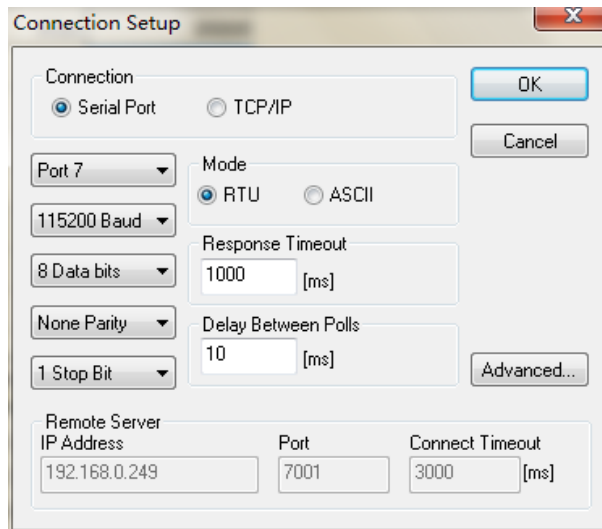 Connection Setup
Connection
Serial Port
TCP/IP
OK
Cancel
Port 7
115200 Baud
8 Data bits
None Parity
1 Stop Bit
Mode
RTU
ASCII
Response Timeout
1000 [ms]
Delay Between Polls
10 [ms]
Advanced...
Remote Server
IP Address
Port
Connect Timeout
192.168.0.249
7001
3000 [ms]